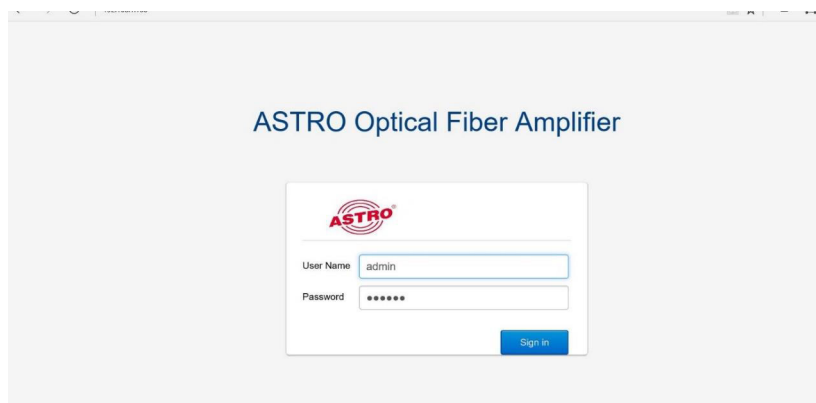 ASTRO Optical Fiber Amplifier
ASTRO®
User Name admin
Password ••••••
Sign in